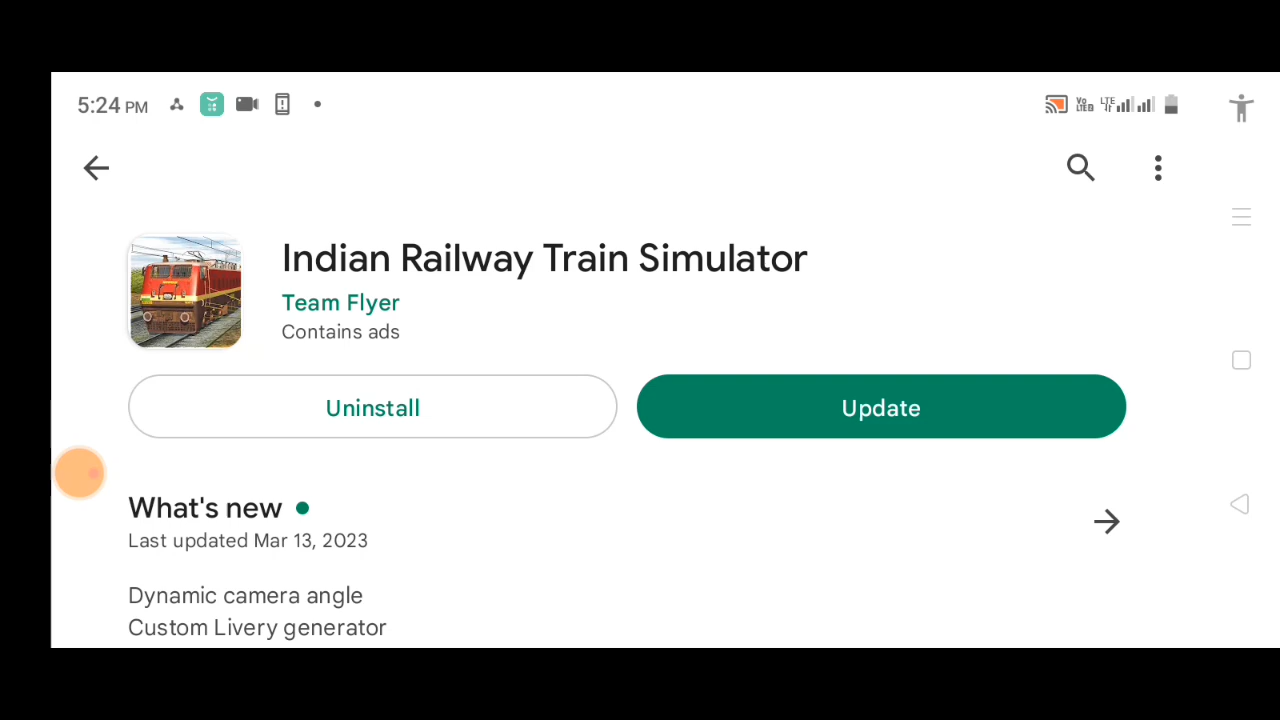 5:24 PM
Indian Railway Train Simulator
Team Flyer
Contains ads
Uninstall
Update
What's new
Last updated Mar 13, 2023
Dynamic camera angle
Custom Livery generator